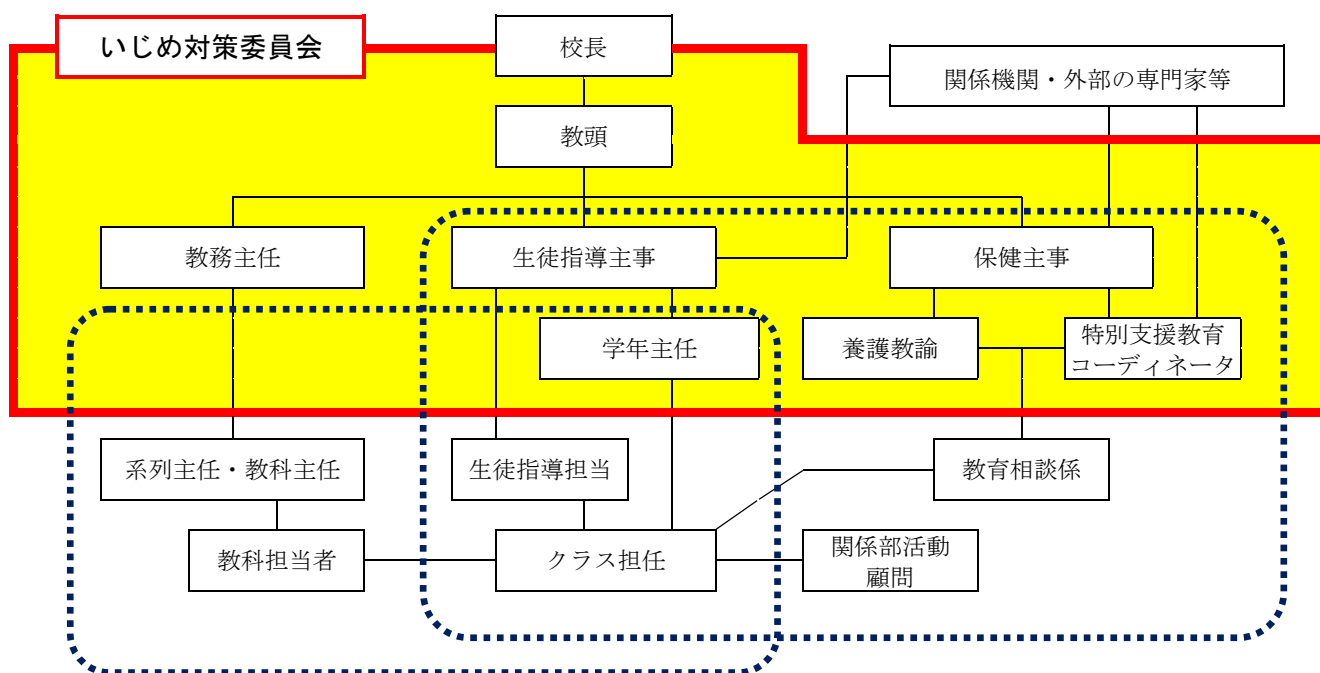 いじめ対策委員会
校長
関係機関・外部の専門家等
教頭
教務主任
生徒指導主事
保健主事
学年主任
養護教諭
特別支援教育
コーディネータ
系列主任・教科主任
生徒指導担当
教育相談係
教科担当者
クラス担任
関係部活動
顧問